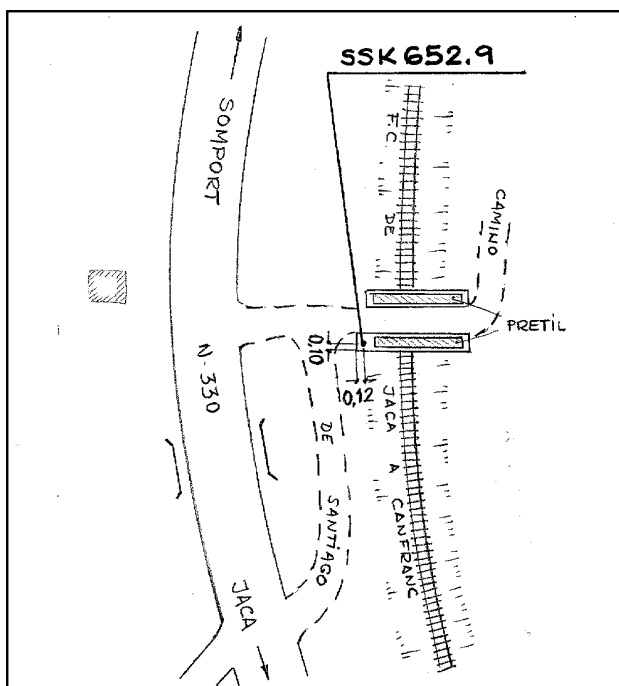 SSK 652.9
SOMPORT
F.C DE JACA A CANFRANC
CAMINO
PRETIL
N-330
0,10
0,12
DE SANTIAGO
JACA